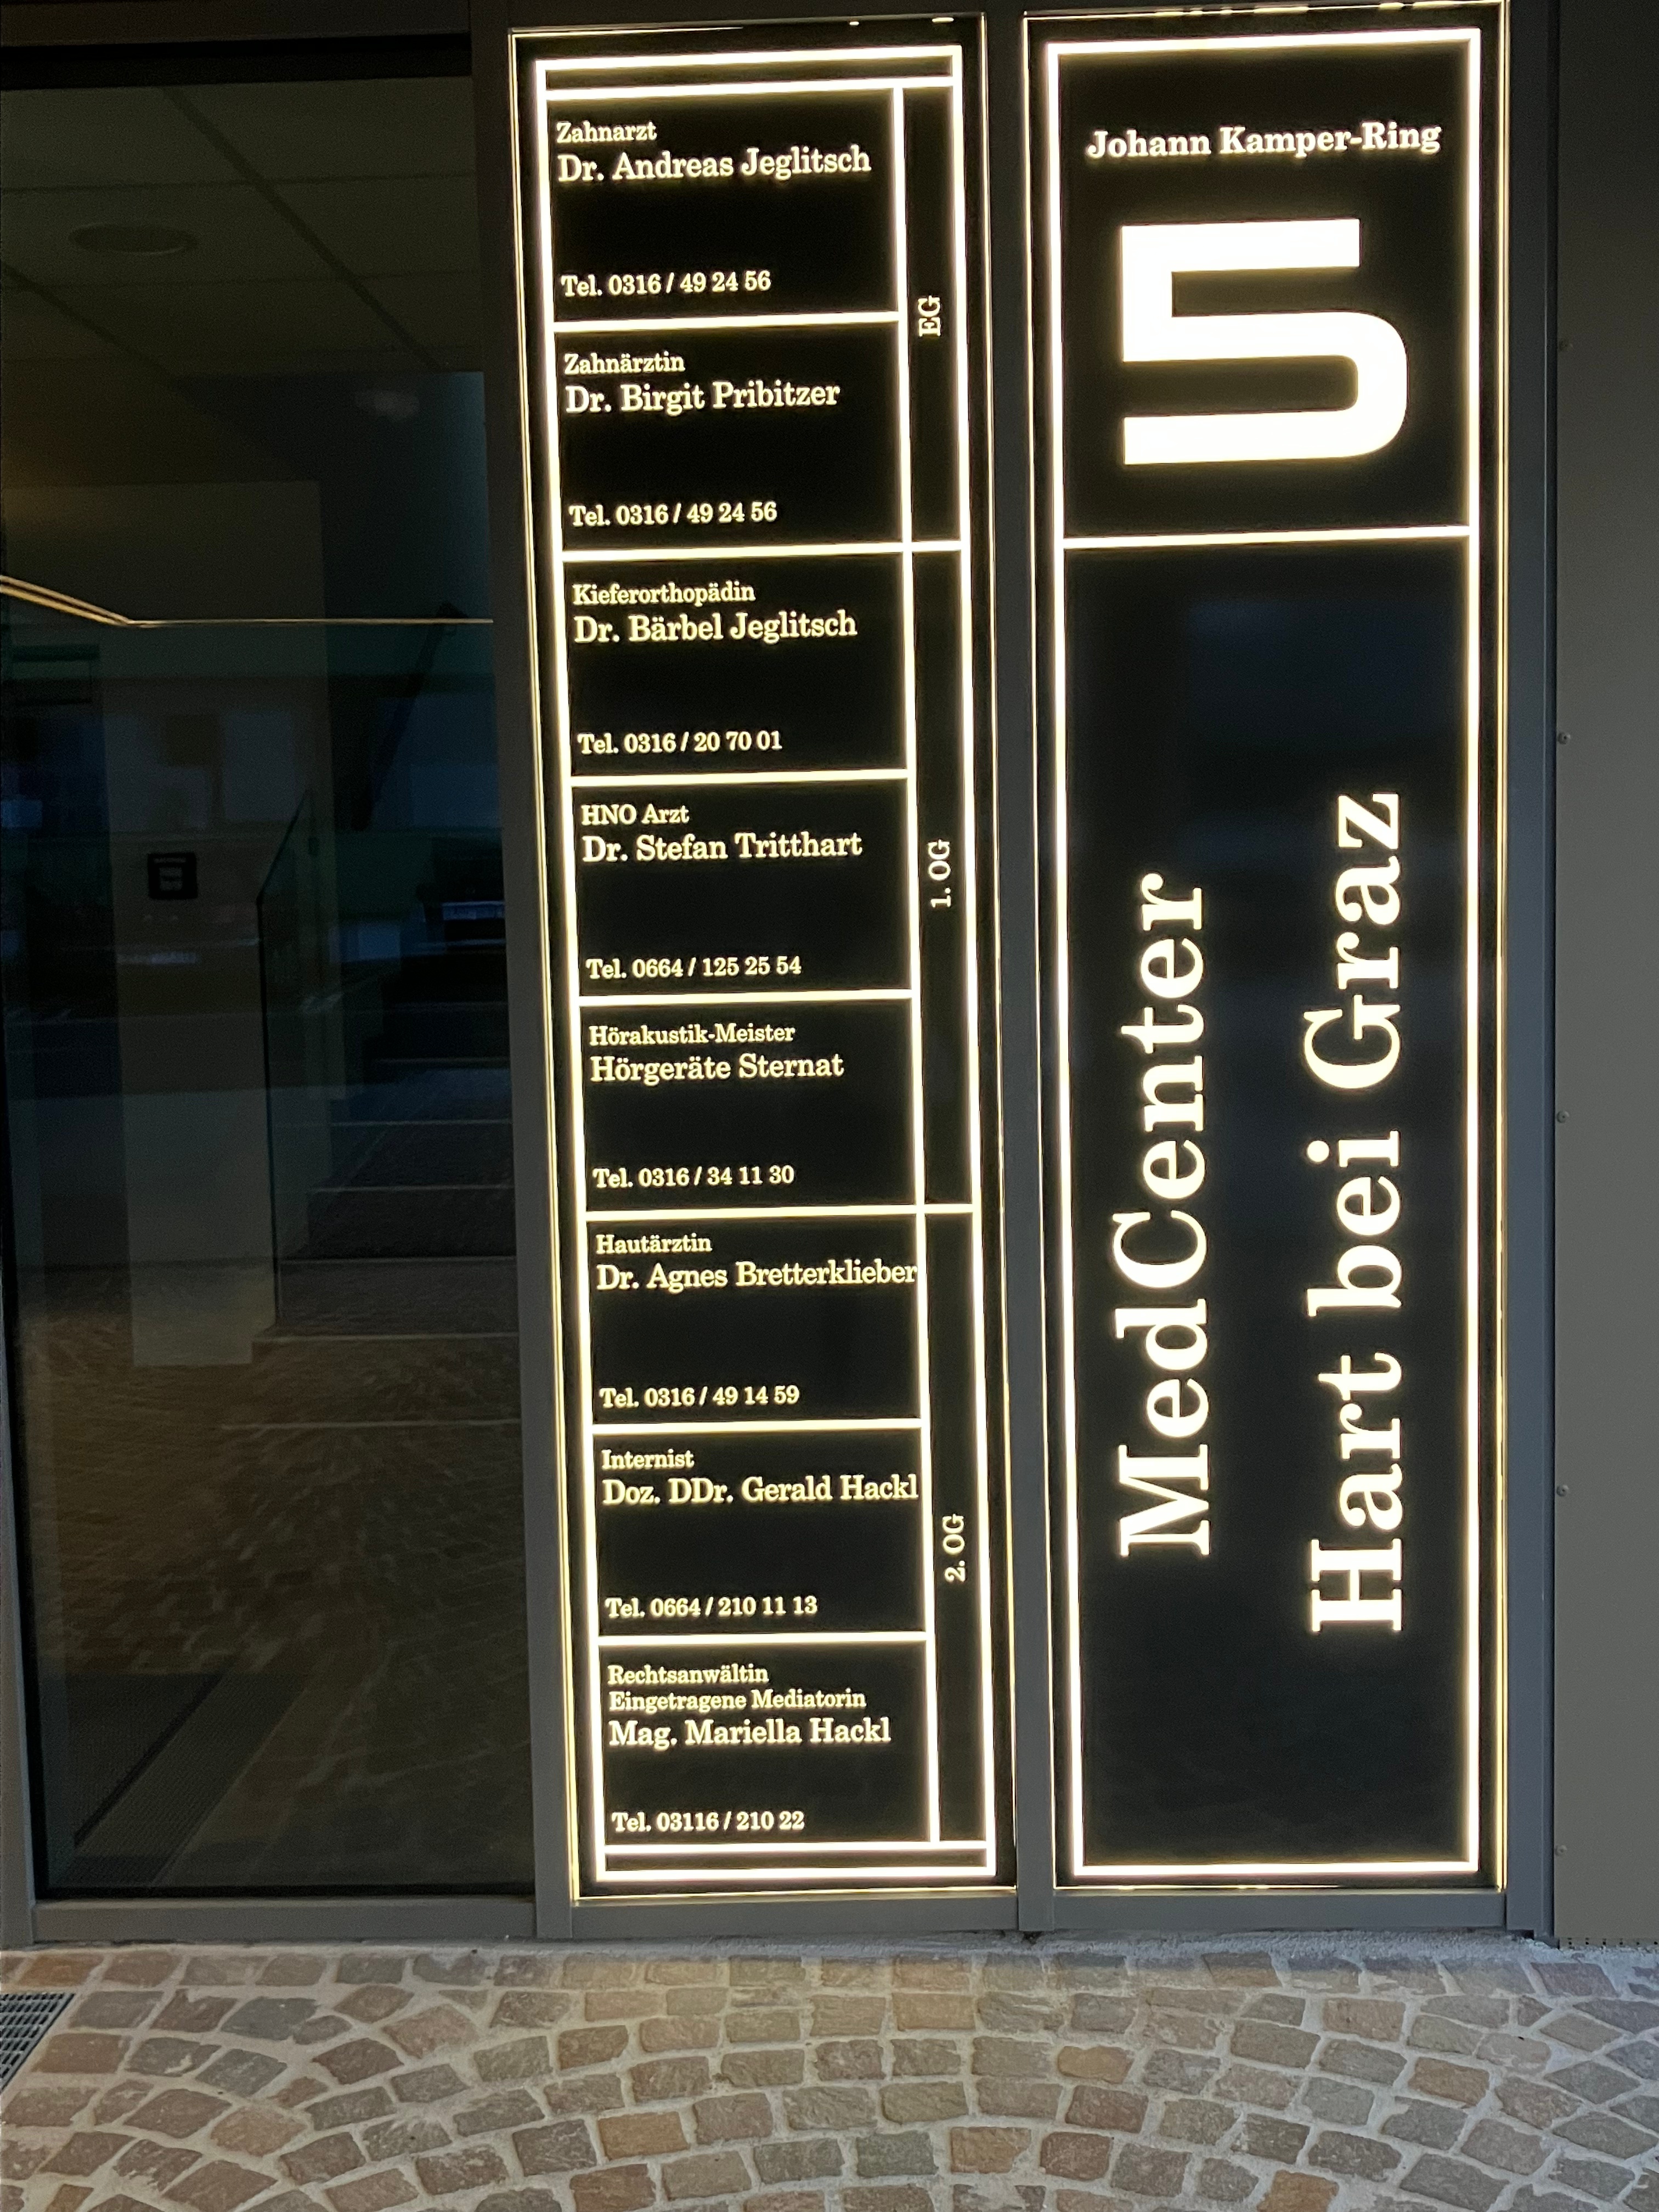 Zahnarzt
Dr. Andreas Jeglitsch
Tel. 0316 / 49 24 56
Zahnärztin
Dr. Birgit Pribitzer
Tel. 0316 / 49 24 56
EG
Kieferorthopädin
Dr. Bärbel Jeglitsch
Tel. 0316 / 20 70 01
HNO Arzt
Dr. Stefan Tritthart
Tel. 0664 / 125 25 54
Hörakustik-Meister
Hörgeräte Sternat
Tel. 0316 / 34 11 30
1. OG
Hautärztin
Dr. Agnes Bretterklieber
Tel. 0316 / 49 14 59
Internist
Doz. DDr. Gerald Hackl
Tel. 0664 / 210 11 13
Rechtsanwältin
Eingetragene Mediatorin
Mag. Mariella Hackl
Tel. 03116 / 210 22
2. OG
Johann Kamper-Ring
5
MedCenter
Hart bei Graz